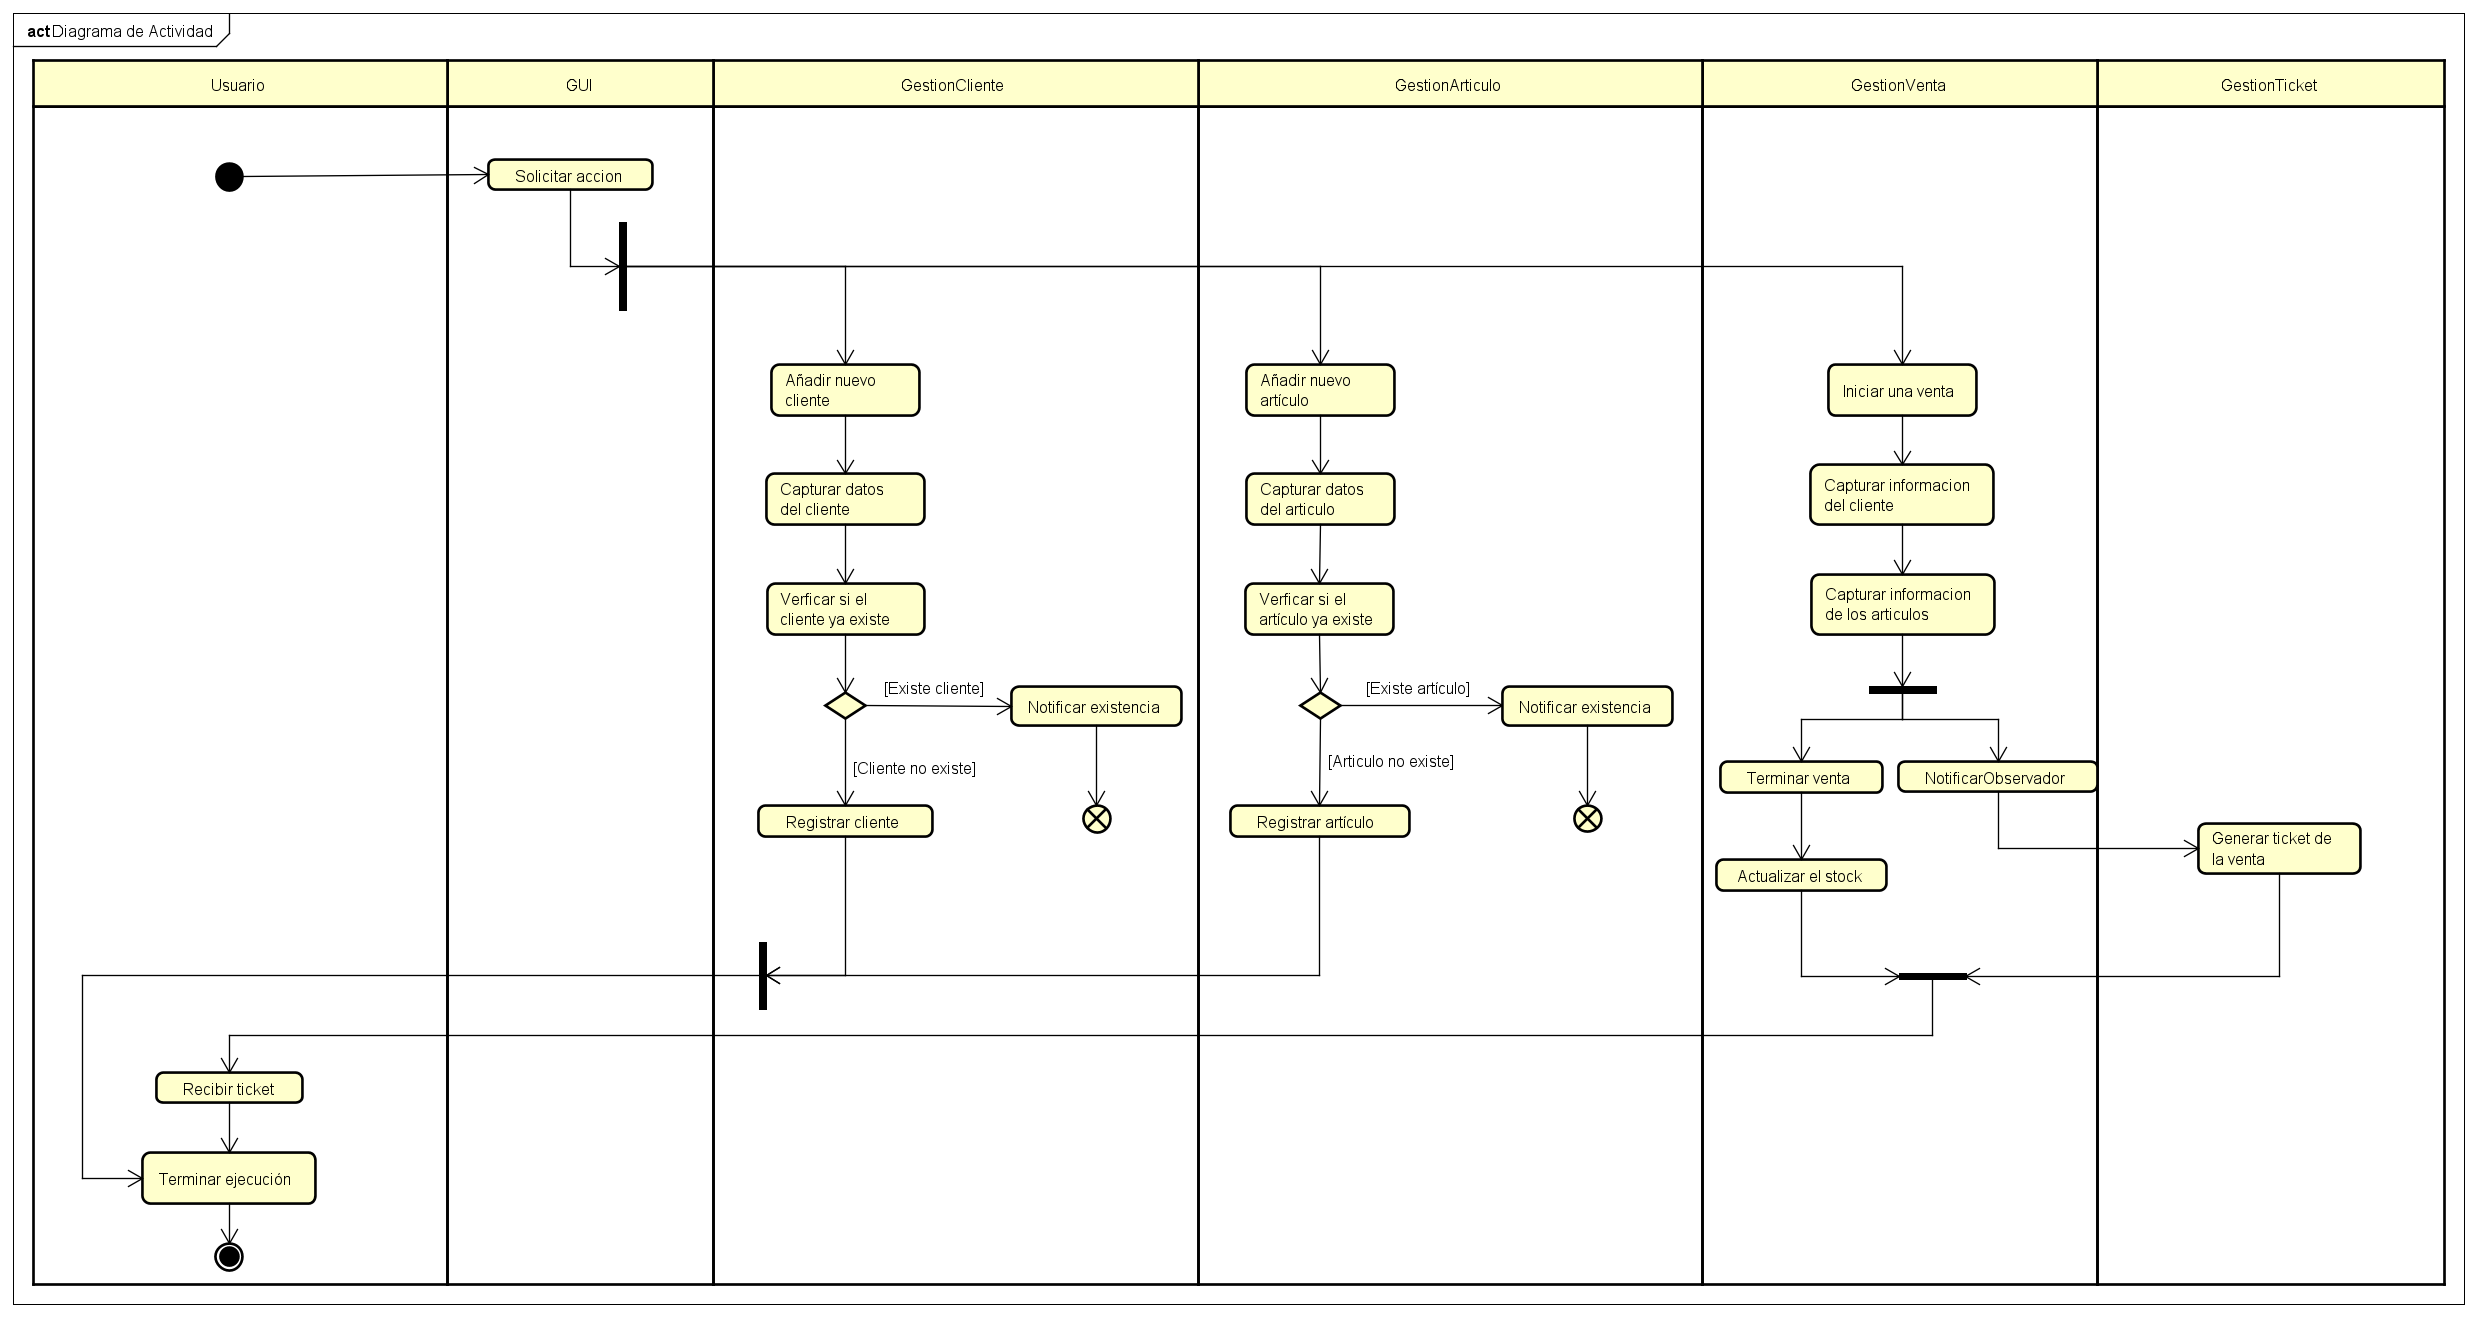 act Diagrama de Actividad
Usuario
GUI
GestionCliente
GestionArticulo
GestionVenta
GestionTicket
Solicitar accion
Añadir nuevo
cliente
Añadir nuevo
artículo
Iniciar una venta
Capturar datos
del cliente
Capturar datos
del articulo
Capturar informacion
del cliente
Verficar si el
cliente ya existe
Verficar si el
artículo ya existe
Capturar informacion
de los articulos
[Existe cliente]
Notificar existencia
[Existe artículo]
Notificar existencia
[Cliente no existe]
[Articulo no existe]
Terminar venta
NotificarObservador
Registrar cliente
Registrar artículo
Generar ticket de
la venta
Actualizar el stock
Recibir ticket
Terminar ejecución